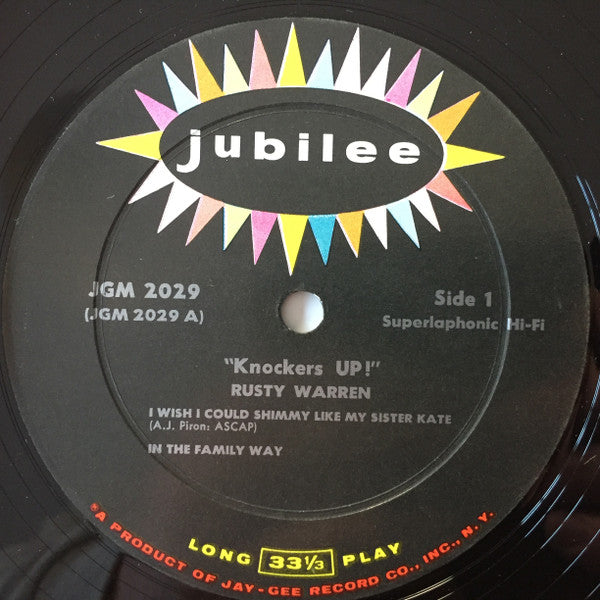 jubilee
JGM 2029
(JGM 2029 A)
Side 1
Superlaphonic Hi-Fi
"Knockers UP!"
RUSTY WARREN
I WISH I COULD SHIMMY LIKE MY SISTER KATE
(A.J. Piron: ASCAP)
IN THE FAMILY WAY
LONG 33⅓ PLAY
®A PRODUCT OF JAY-GEE RECORD CO., INC., N. Y.